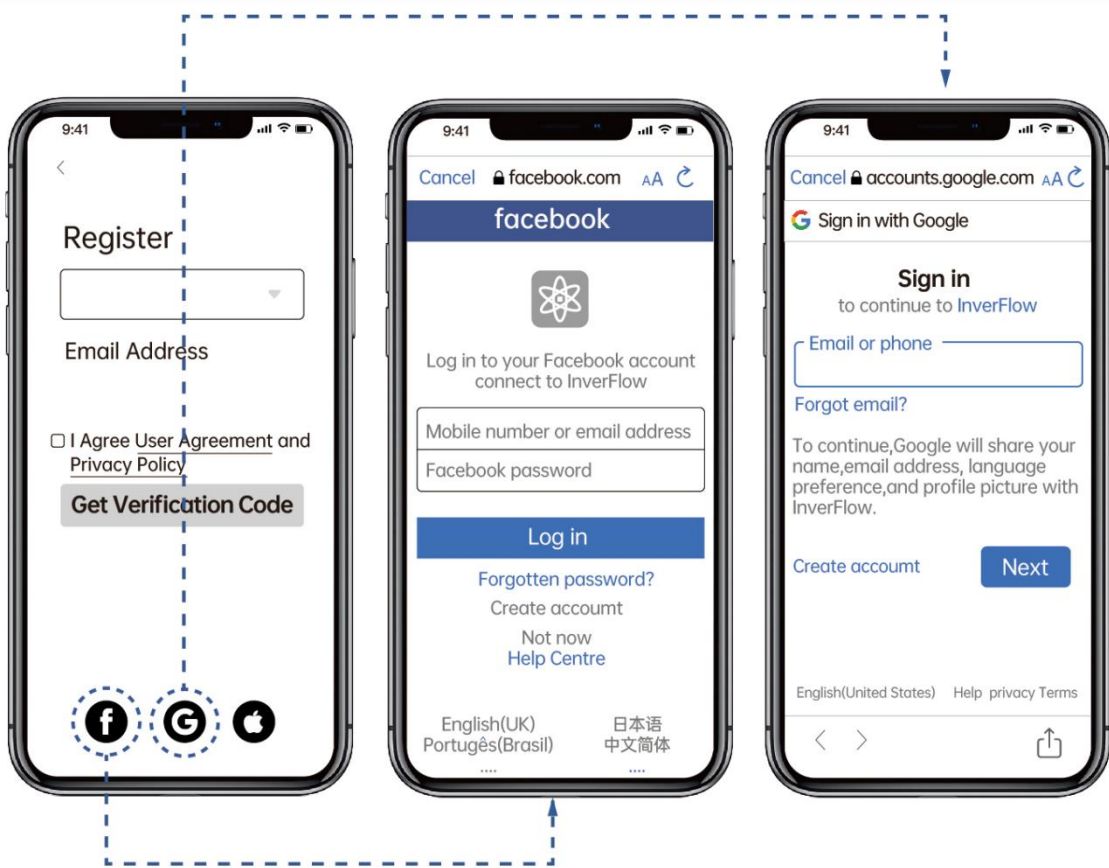 9:41
Register
Email Address
I Agree User Agreement and
Privacy Policy
Get Verification Code
9:41
Cancel facebook.com AA
facebook
Log in to your Facebook account
connect to InverFlow
Mobile number or email address
Facebook password
Log in
Forgotten password?
Create accoumt
Not now
Help Centre
English(UK) 日本语
Portugês(Brasil) 中文简体
.... ....
9:41
Cancel accounts.google.com AA
G Sign in with Google
Sign in
to continue to InverFlow
Email or phone
Forgot email?
To continue,Google will share your
name,email address, language
preference,and profile picture with
InverFlow.
Create accoumt Next
English(United States) Help privacy Terms